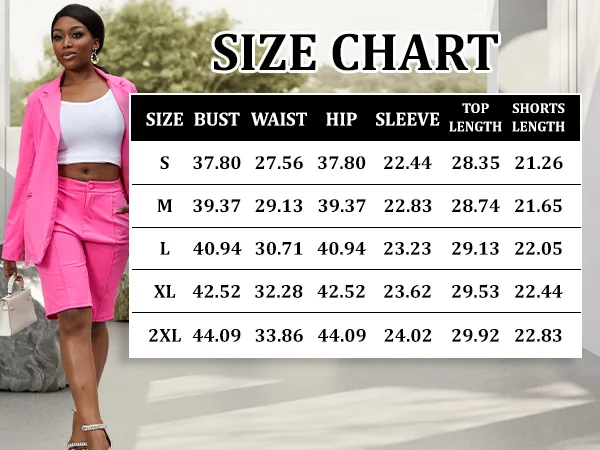 SIZE CHART
SIZE BUST WAIST HIP SLEEVE TOP LENGTH SHORTS LENGTH
S 37.80 27.56 37.80 22.44 28.35 21.26
M 39.37 29.13 39.37 22.83 28.74 21.65
L 40.94 30.71 40.94 23.23 29.13 22.05
XL 42.52 32.28 42.52 23.62 29.53 22.44
2XL 44.09 33.86 44.09 24.02 29.92 22.83